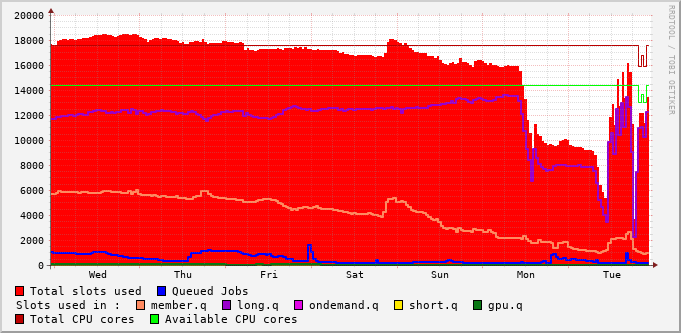 RRDTOOL / TOBI OETIKER
20000
18000
16000
14000
12000
10000
8000
6000
4000
2000
0
Wed Thu Fri Sat Sun Mon Tue
Total slots used Queued Jobs
Slots used in : member.q long.q ondemand.q short.q gpu.q
Total CPU cores Available CPU cores